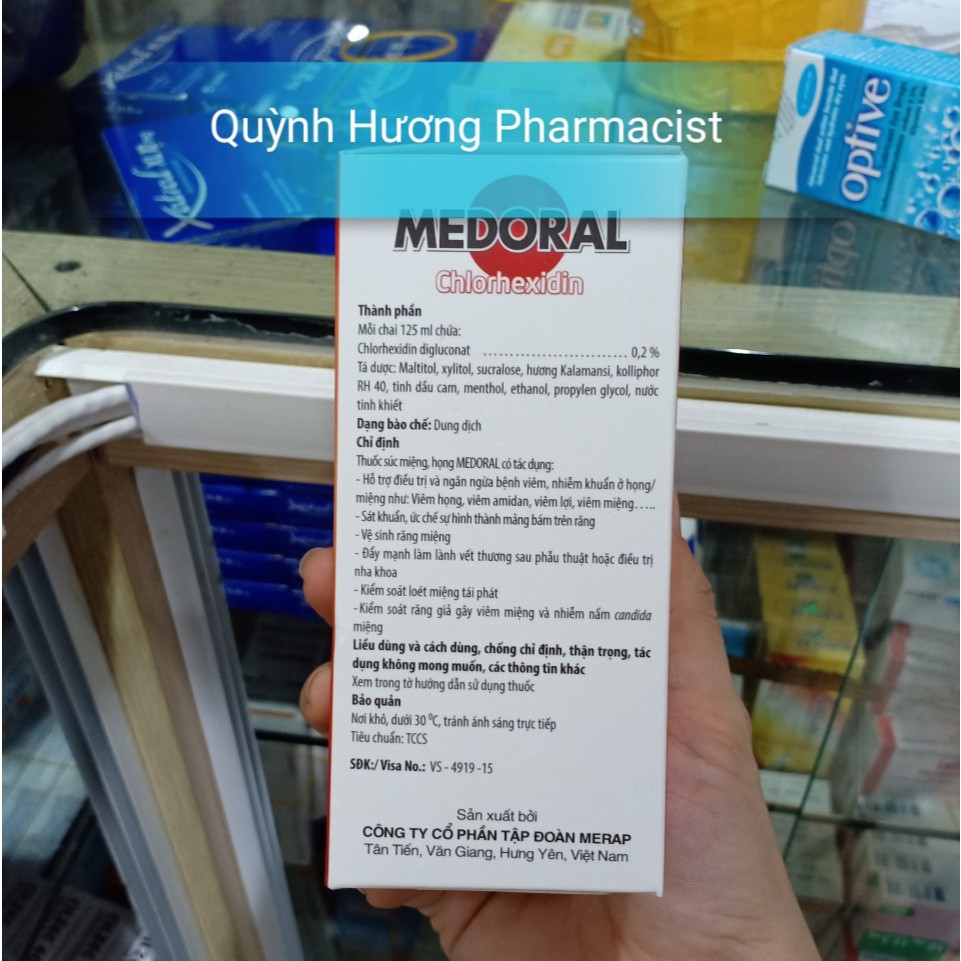 Quỳnh Hương Pharmacist
optive
MEDORAL
Chlorhexidin
Thành phần
Mỗi chai 125 ml chứa:
Chlorhexidin digluconat ........................... 0,2 %
Tá dược: Maltitol, xylitol, sucralose, hương Kalamansi, kolliphor
RH 40, tinh dầu cam, menthol, ethanol, propylen glycol, nước
tinh khiết
Dạng bào chế: Dung dịch
Chỉ định
Thuốc súc miệng, họng MEDORAL có tác dụng:
- Hỗ trợ điều trị và ngăn ngừa bệnh viêm, nhiễm khuẩn ở họng/
miệng như: Viêm họng, viêm amidan, viêm lợi, viêm miệng.....
- Sát khuẩn, ức chế sự hình thành mảng bám trên răng
- Vệ sinh răng miệng
- Đẩy mạnh làm lành vết thương sau phẫu thuật hoặc điều trị
nha khoa
- Kiểm soát loét miệng tái phát
- Kiểm soát răng giả gây viêm miệng và nhiễm nấm candida
miệng
Liều dùng và cách dùng, chống chỉ định, thận trọng, tác
dụng không mong muốn, các thông tin khác
Xem trong tờ hướng dẫn sử dụng thuốc
Bảo quản
Nơi khô, dưới 30 ⁰C, tránh ánh sáng trực tiếp
Tiêu chuẩn: TCCS
SĐK:/ Visa No.: VS - 4919 -15
Sản xuất bởi
CÔNG TY CỔ PHẦN TẬP ĐOÀN MERAP
Tân Tiến, Văn Giang, Hưng Yên, Việt Nam